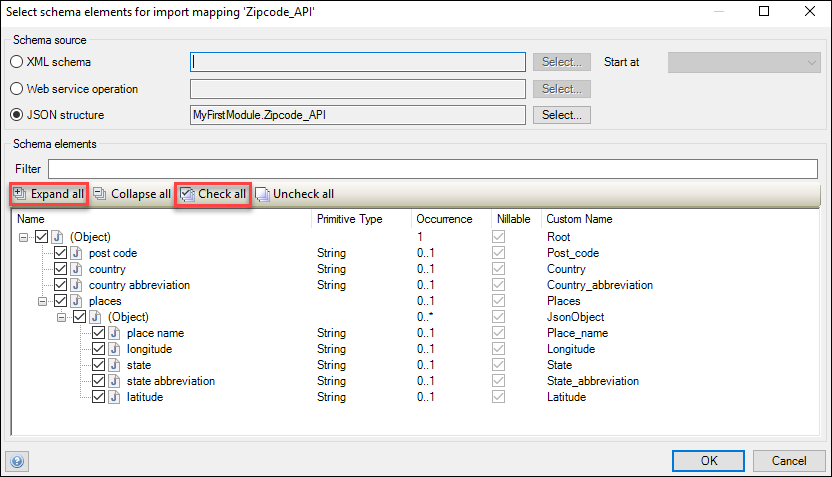 Select schema elements for import mapping 'Zipcode_API'
Schema source
XML schema Select... Start at
Web service operation Select...
JSON structure MyFirstModule.Zipcode_API Select...
Schema elements
Filter
Expand all Collapse all Check all Uncheck all
Name Primitive Type Occurrence Nillable Custom Name
(Object) 1 Root
post code String 0..1 Post_code
country String 0..1 Country
country abbreviation String 0..1 Country_abbreviation
places 0..1 Places
(Object) 0..* JsonObject
place name String 0..1 Place_name
longitude String 0..1 Longitude
state String 0..1 State
state abbreviation String 0..1 State_abbreviation
latitude String 0..1 Latitude
OK Cancel